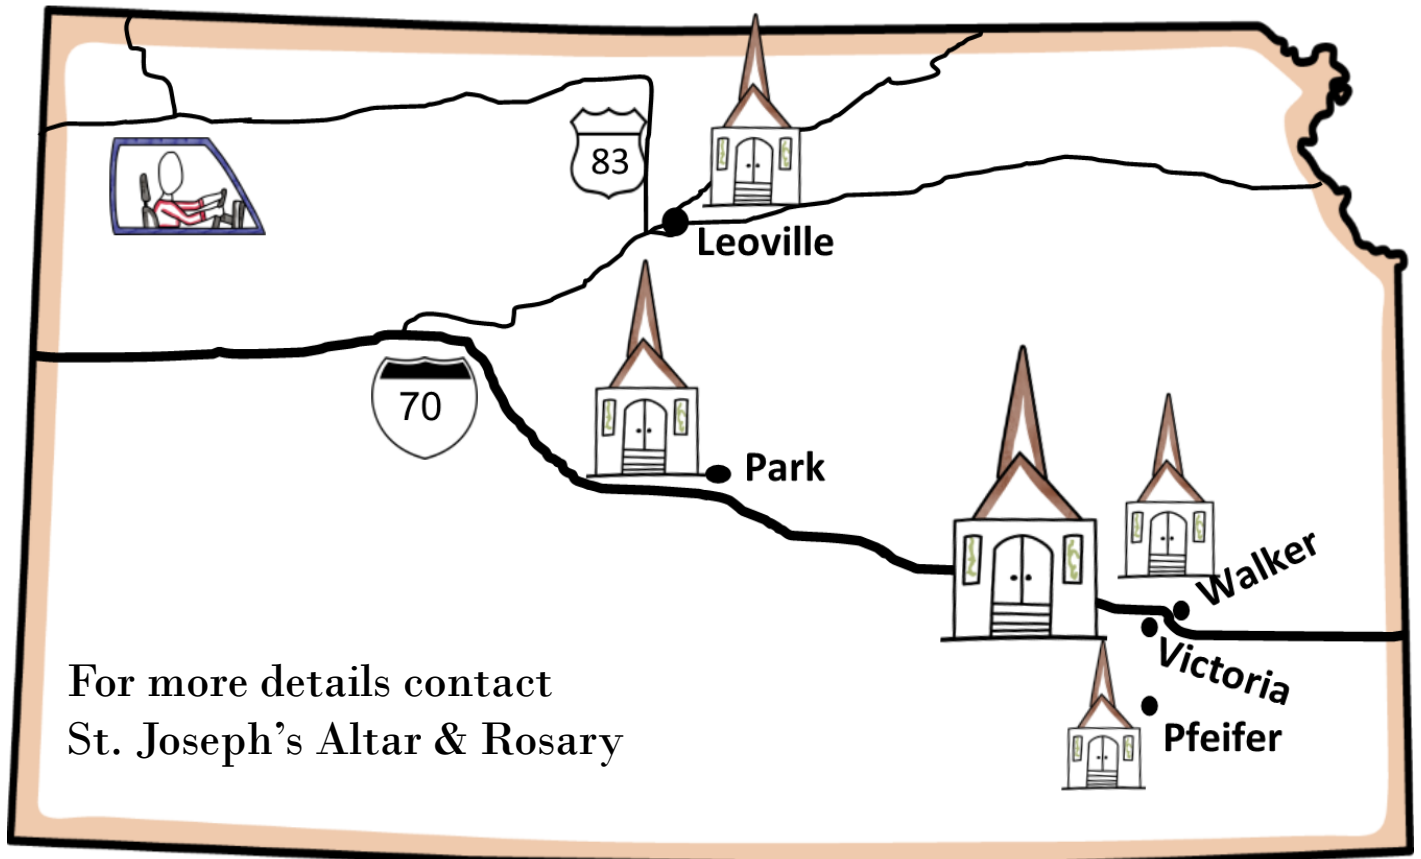 83
Leoville
70
Park
Walker
Victoria
Pfeifer
For more details contact
St. Joseph’s Altar & Rosary